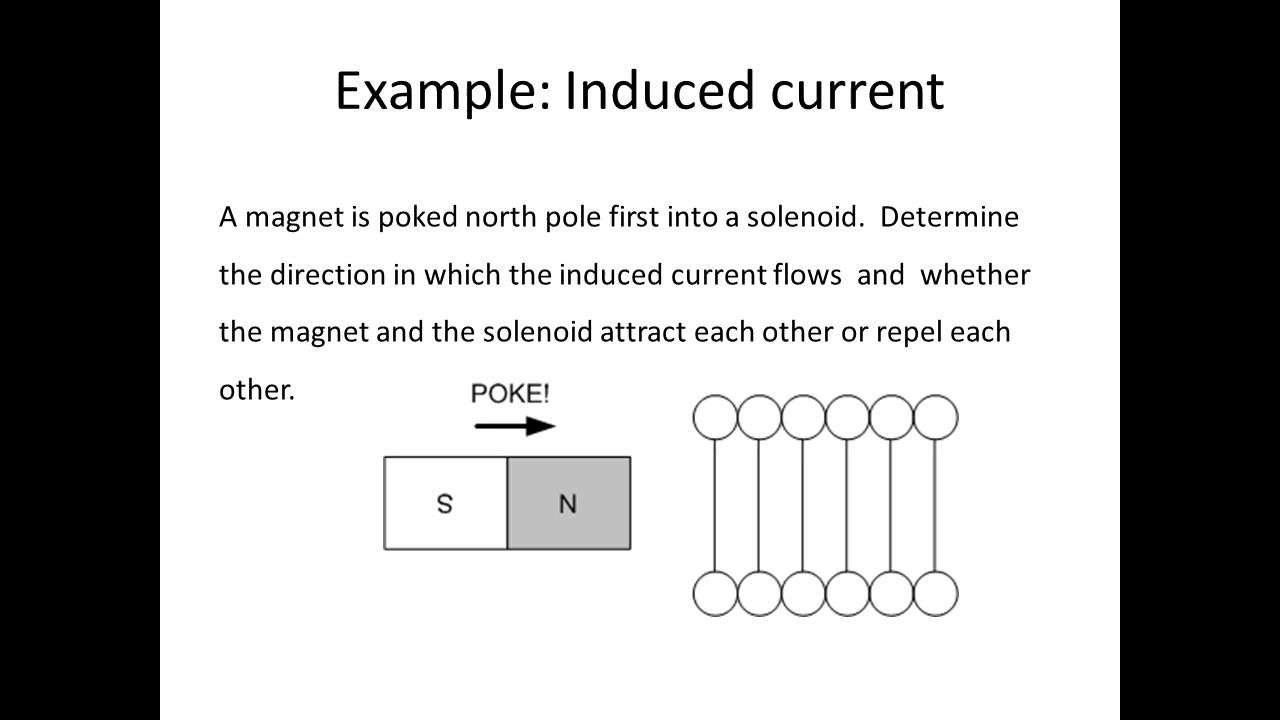 Example: Induced current
A magnet is poked north pole first into a solenoid.  Determine
the direction in which the induced current flows  and  whether
the magnet and the solenoid attract each other or repel each
other.
POKE!
S
N